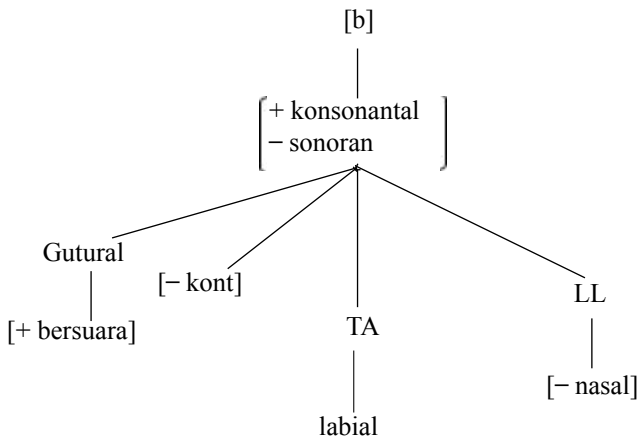 [b]
+ konsonantal
− sonoran
Gutural
[− kont]
LL
[+ bersuara]
TA
[− nasal]
labial